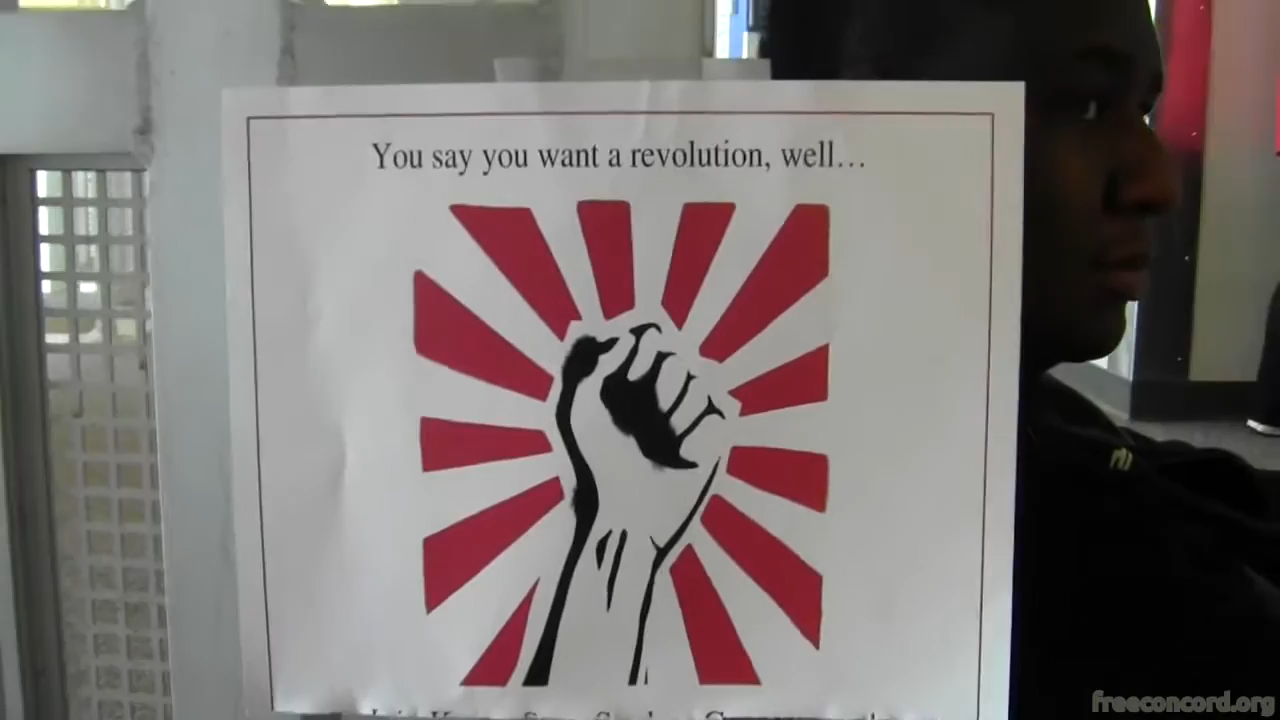 You say you want a revolution, well…
freeconcord.org